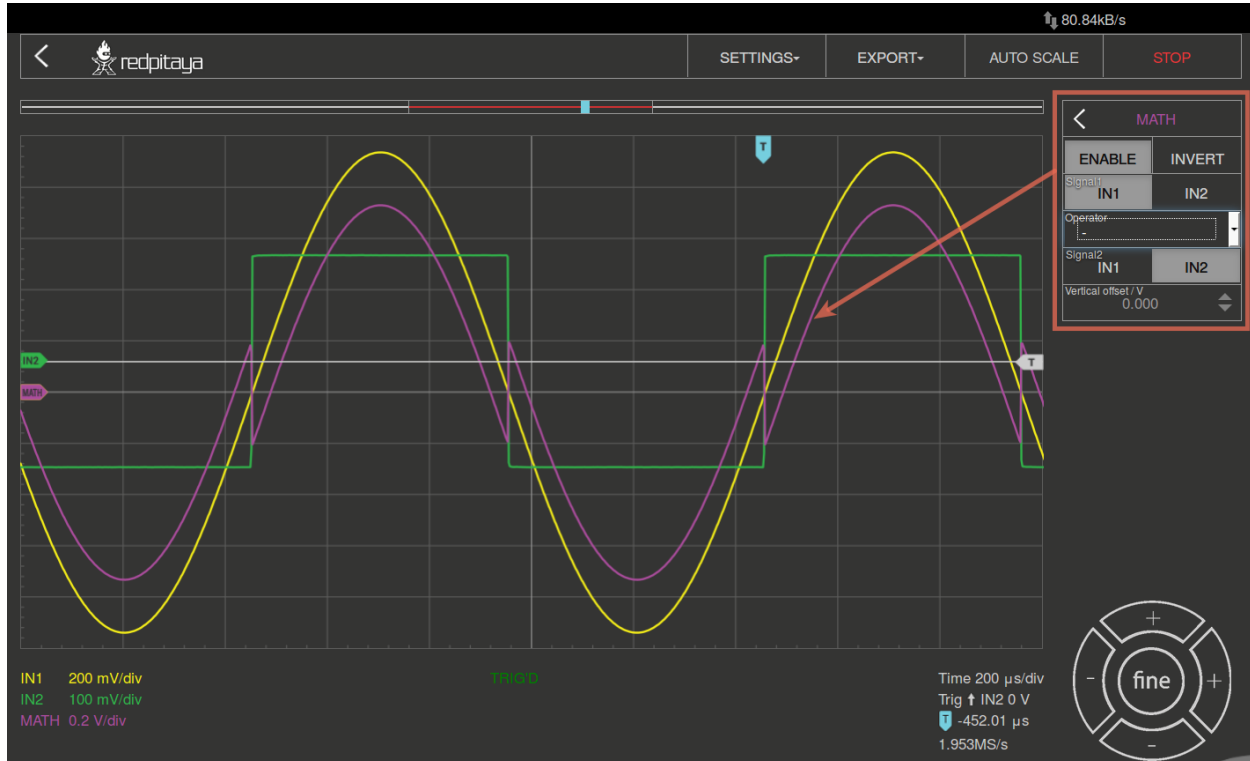 80.84kB/s
redpitaya SETTINGS EXPORT AUTO SCALE STOP
MATH
ENABLE INVERT
Signal1
IN1 IN2
Operator
-
Signal2
IN1 IN2
Vertical offset / V
0.000
T
IN2
T
MATH
IN1 200 mV/div
IN2 100 mV/div
MATH 0.2 V/div
TRIG'D
Time 200 µs/div
Trig IN2 0 V
T -452.01 µs
1.953MS/s
+
- fine +
-